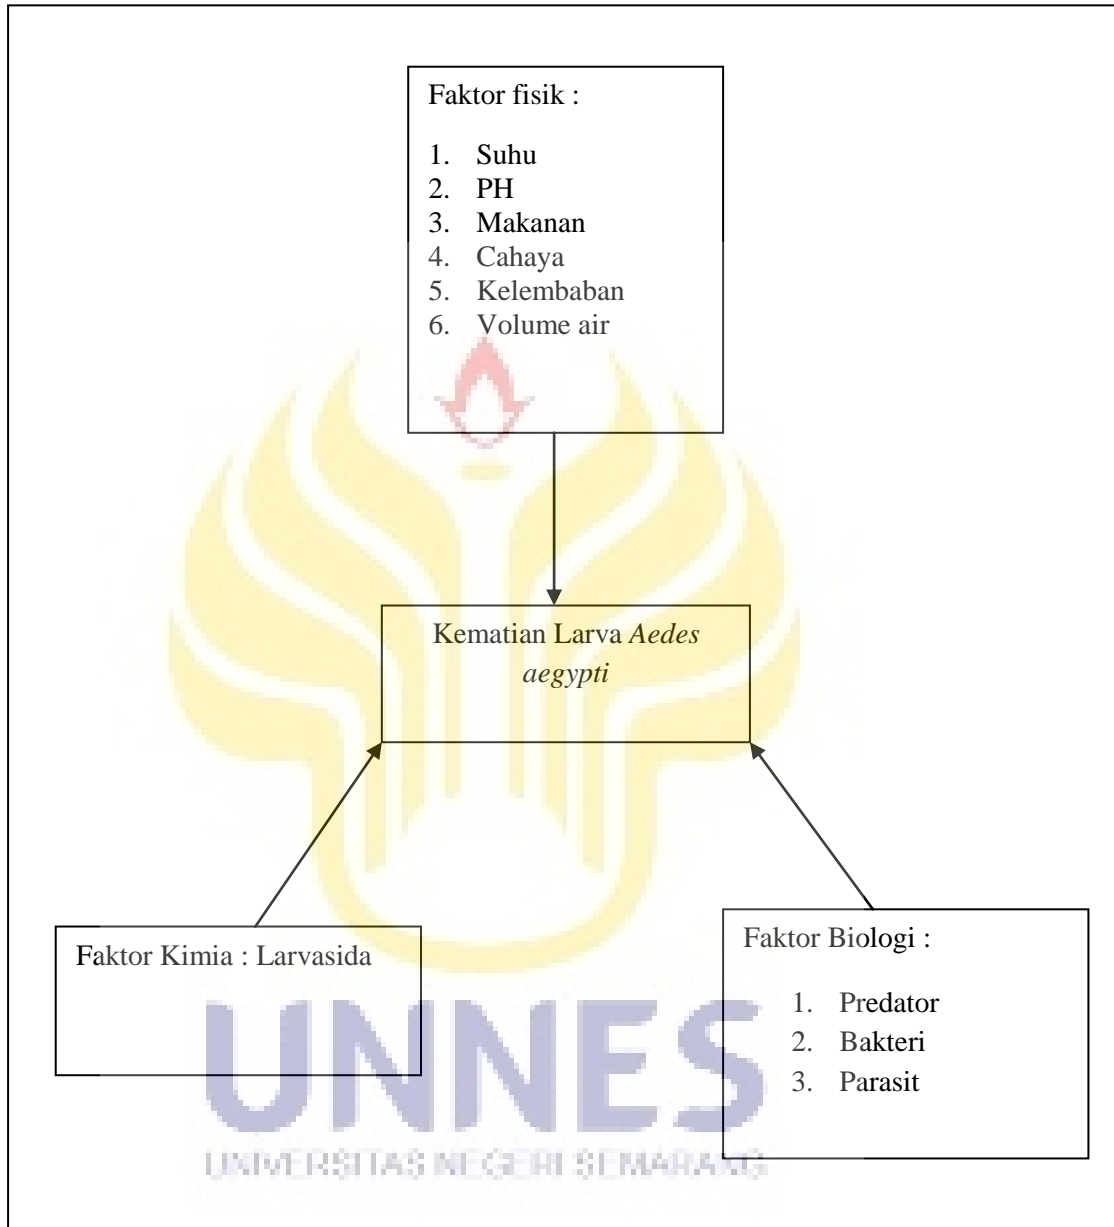 Faktor fisik :
1. Suhu
2. PH
3. Makanan
4. Cahaya
5. Kelembaban
6. Volume air
Kematian Larva Aedes
aegypti
Faktor Kimia : Larvasida
Faktor Biologi :
1. Predator
2. Bakteri
3. Parasit
UNNES
UNIVERSITAS NEGERI SEMARANG